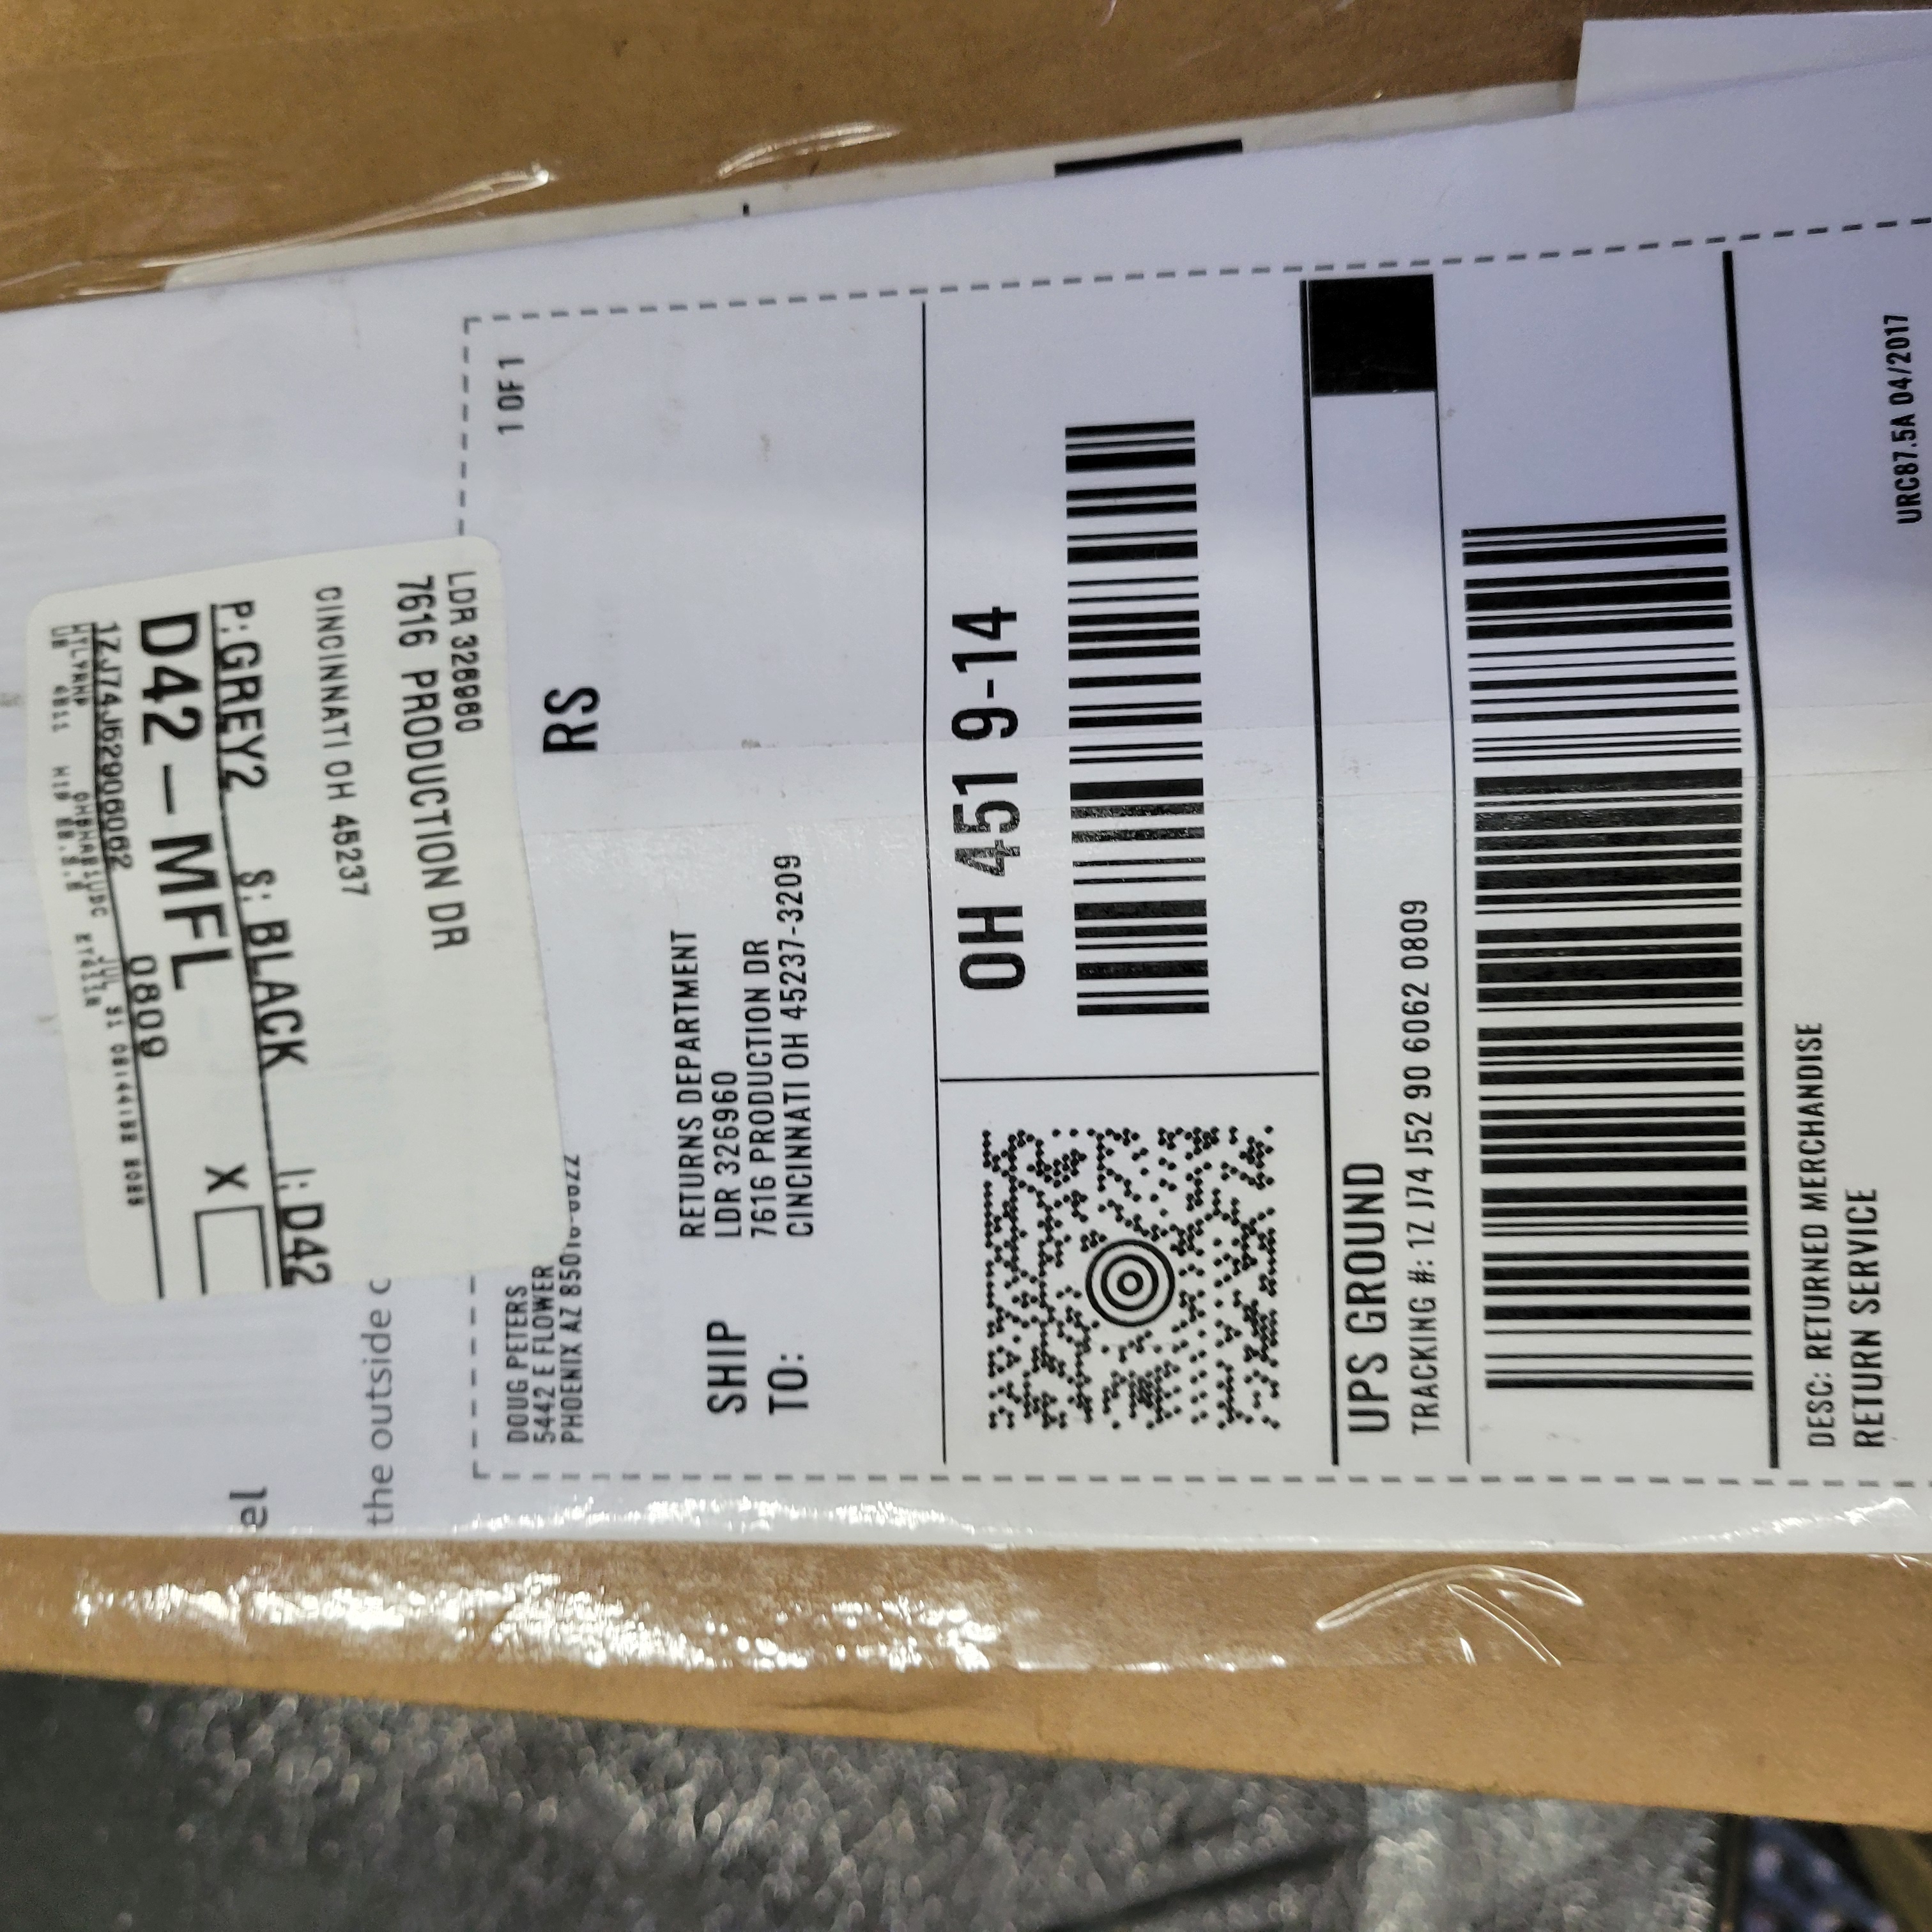 el
the outside c
1 OF 1
DOUG PETERS
5442 E FLOWER
PHOENIX AZ
RS
SHIP TO:
RETURNS DEPARTMENT
LDR 326960
7616 PRODUCTION DR
CINCINNATI OH 45237-3209
OH 451 9-14
UPS GROUND
TRACKING #: 1Z J74 J52 90 6062 0809
DESC: RETURNED MERCHANDISE
RETURN SERVICE
URC87.5A 04/2017
7616 PRODUCTION DR
CINCINNATI OH 45237
P:GREY2 S:BLACK I:D42
D42-MFL X
0809